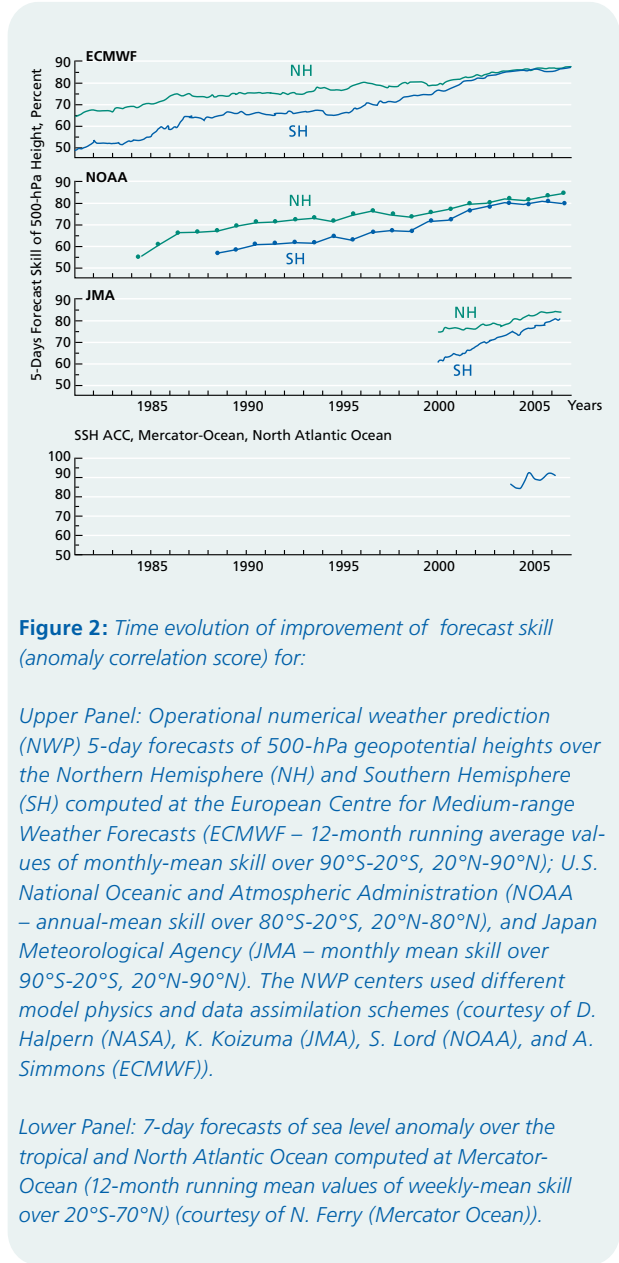 ECMWF
90
80
70
60
50
NH
SH
NOAA
90
80
70
60
50
NH
SH
JMA
90
80
70
60
50
NH
SH
5-Days Forecast Skill of 500-hPa Height, Percent
1985 1990 1995 2000 2005 Years
SSH ACC, Mercator-Ocean, North Atlantic Ocean
100
90
80
70
60
50
1985 1990 1995 2000 2005
Figure 2: Time evolution of improvement of forecast skill
(anomaly correlation score) for:
Upper Panel: Operational numerical weather prediction
(NWP) 5-day forecasts of 500-hPa geopotential heights over
the Northern Hemisphere (NH) and Southern Hemisphere
(SH) computed at the European Centre for Medium-range
Weather Forecasts (ECMWF – 12-month running average val-
ues of monthly-mean skill over 90°S-20°S, 20°N-90°N); U.S.
National Oceanic and Atmospheric Administration (NOAA
– annual-mean skill over 80°S-20°S, 20°N-80°N), and Japan
Meteorological Agency (JMA – monthly mean skill over
90°S-20°S, 20°N-90°N). The NWP centers used different
model physics and data assimilation schemes (courtesy of D.
Halpern (NASA), K. Koizuma (JMA), S. Lord (NOAA), and A.
Simmons (ECMWF)).
Lower Panel: 7-day forecasts of sea level anomaly over the
tropical and North Atlantic Ocean computed at Mercator-
Ocean (12-month running mean values of weekly-mean skill
over 20°S-70°N) (courtesy of N. Ferry (Mercator Ocean)).